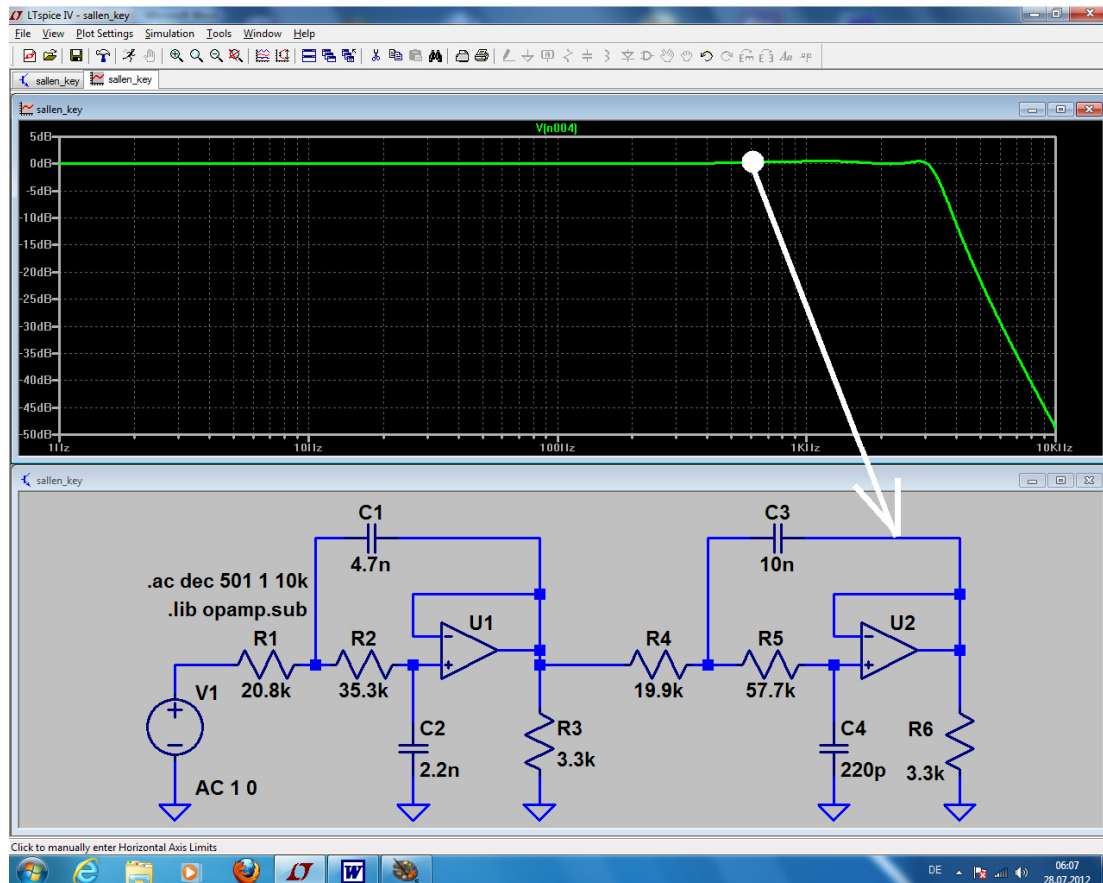 LTspice IV - sallen_key
File View Plot Settings Simulation Tools Window Help
sallen_key sallen_key
sallen_key
V(n004)
5dB
0dB
-5dB
-10dB
-15dB
-20dB
-25dB
-30dB
-35dB
-40dB
-45dB
-50dB
1Hz 10Hz 100Hz 1KHz 10KHz
sallen_key
C1 C3
4.7n 10n
.ac dec 501 1 10k
.lib opamp.sub
R1 R2 U1 R4 R5 U2
20.8k 35.3k 19.9k 57.7k
V1
C2 R3 C4 R6
2.2n 3.3k 220p 3.3k
AC 1 0
Click to manually enter Horizontal Axis Limits
DE 06:07
28.07.2012